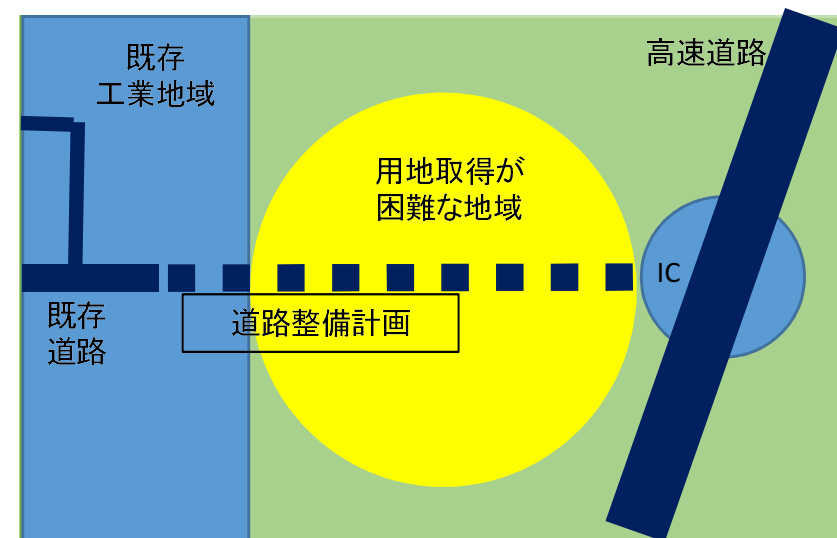 既存
工業地域
高速道路
用地取得が
困難な地域
IC
既存
道路
道路整備計画